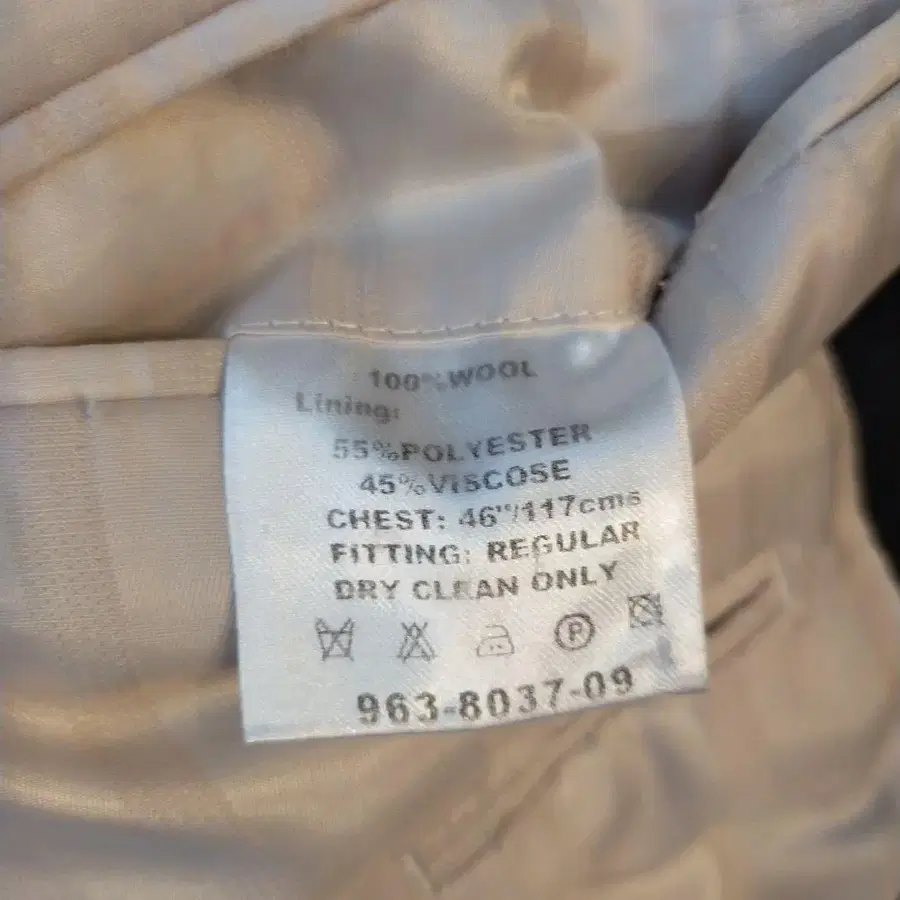 100% WOOL
Lining:
55%POLYESTER
45%VISCOSE
CHEST: 46"/117cms
FITTING: REGULAR
DRY CLEAN ONLY
P
963-8037-09